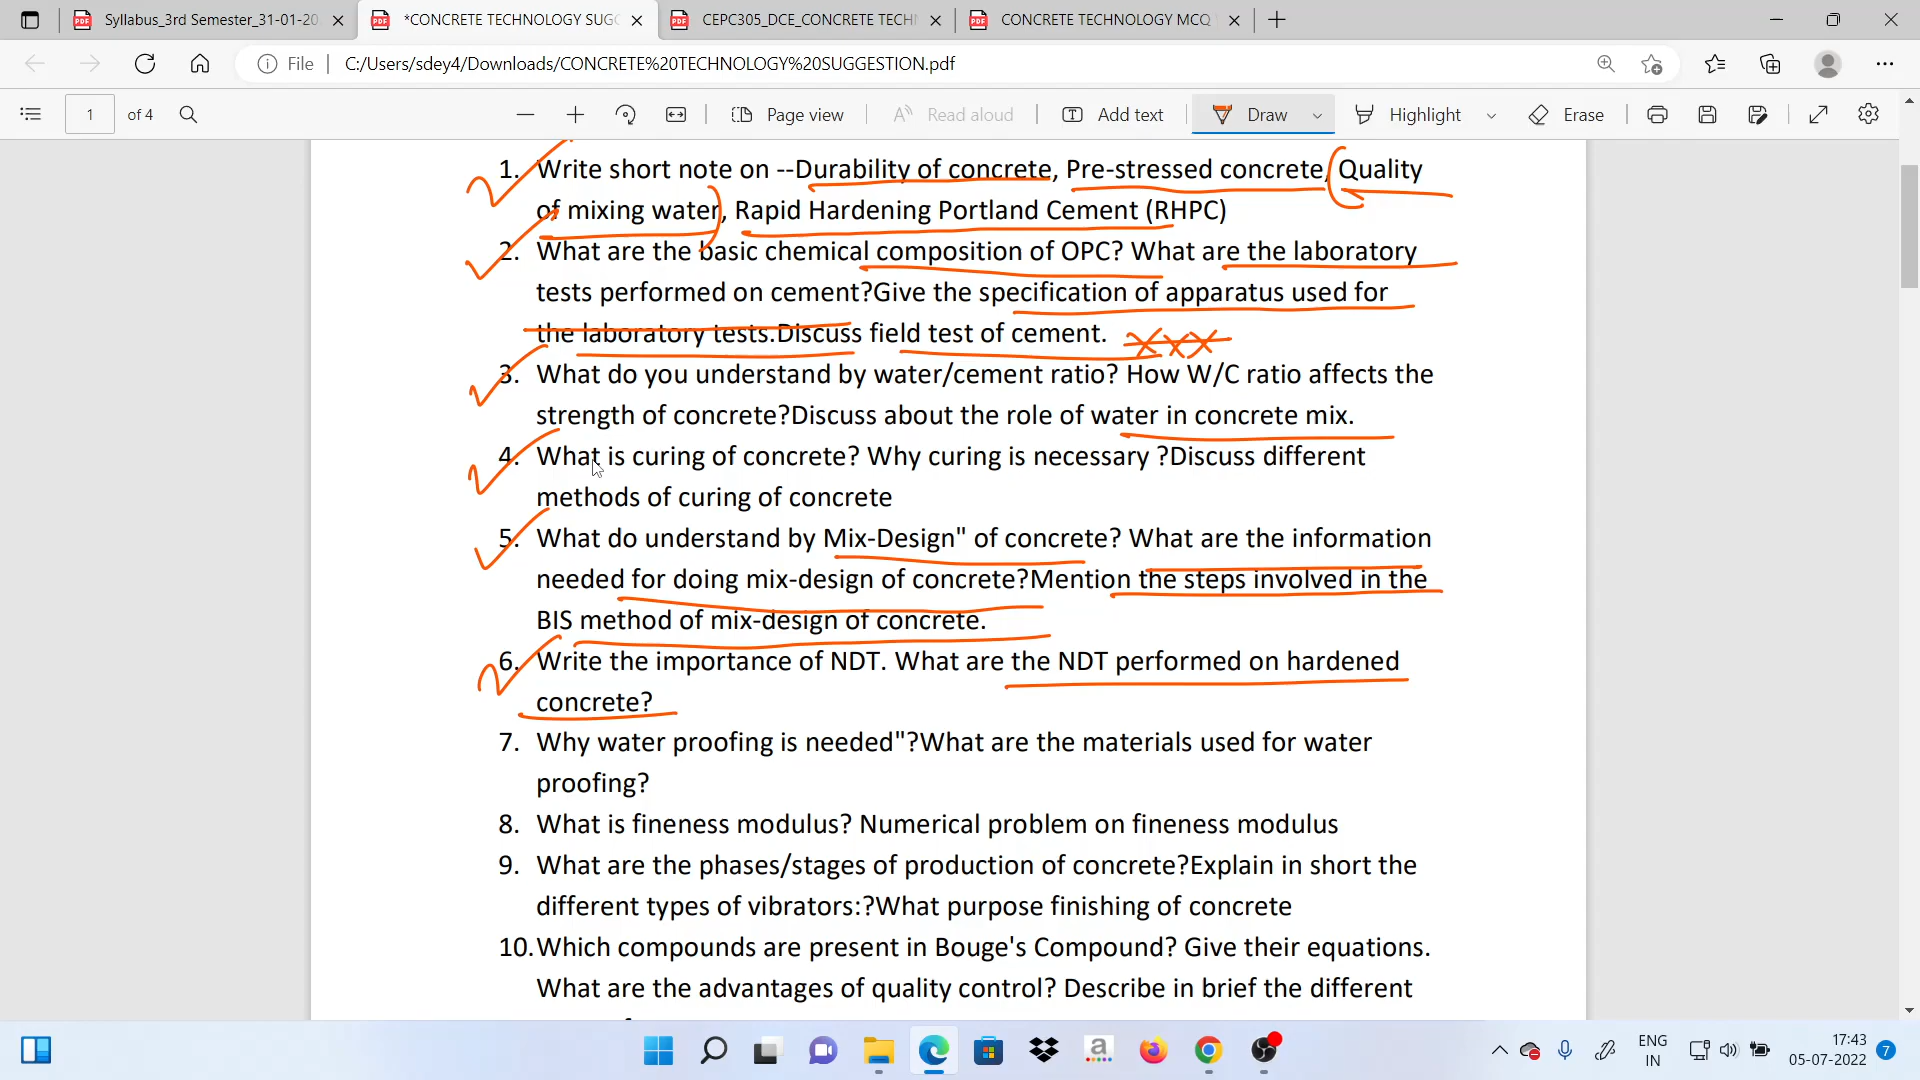 Syllabus_3rd Semester_31-01-20
*CONCRETE TECHNOLOGY SUGG
CEPC305_DCE_CONCRETE TECH
CONCRETE TECHNOLOGY MCQ
File
C:/Users/sdey4/Downloads/CONCRETE%20TECHNOLOGY%20SUGGESTION.pdf
1 of 4
Page view
Read aloud
Add text
Draw
Highlight
Erase
1. Write short note on --Durability of concrete, Pre-stressed concrete, Quality
of mixing water, Rapid Hardening Portland Cement (RHPC)
2. What are the basic chemical composition of OPC? What are the laboratory
tests performed on cement?Give the specification of apparatus used for
the laboratory tests.Discuss field test of cement.
3. What do you understand by water/cement ratio? How W/C ratio affects the
strength of concrete?Discuss about the role of water in concrete mix.
4. What is curing of concrete? Why curing is necessary ?Discuss different
methods of curing of concrete
5. What do understand by Mix-Design" of concrete? What are the information
needed for doing mix-design of concrete?Mention the steps involved in the
BIS method of mix-design of concrete.
6. Write the importance of NDT. What are the NDT performed on hardened
concrete?
7. Why water proofing is needed"?What are the materials used for water
proofing?
8. What is fineness modulus? Numerical problem on fineness modulus
9. What are the phases/stages of production of concrete?Explain in short the
different types of vibrators:?What purpose finishing of concrete
10.Which compounds are present in Bouge's Compound? Give their equations.
What are the advantages of quality control? Describe in brief the different
ENG
IN
17:43
05-07-2022
7